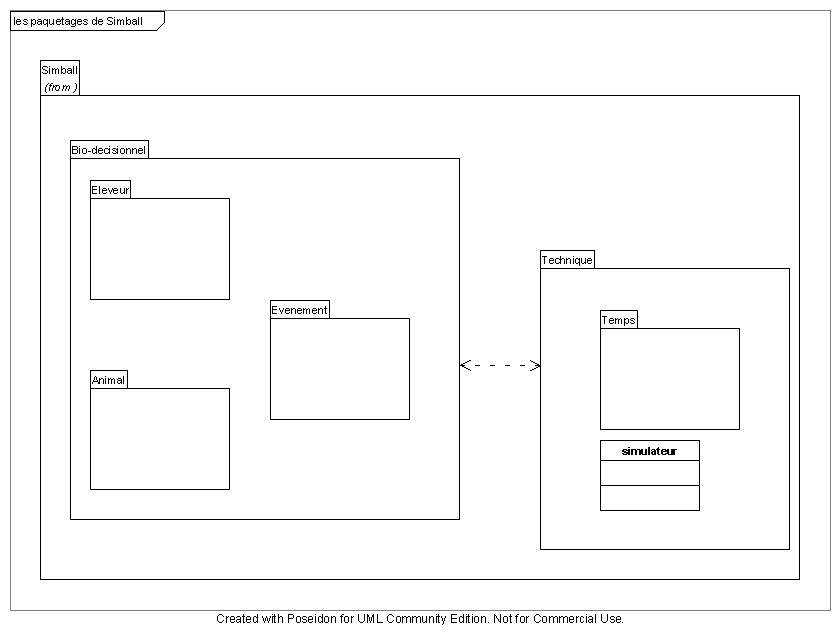 les paquetages de Simball
Simball
(from )
Bio-decisionnel
Eleveur
Evenement
Animal
Technique
Temps
simulateur
Created with Poseidon for UML Community Edition. Not for Commercial Use.